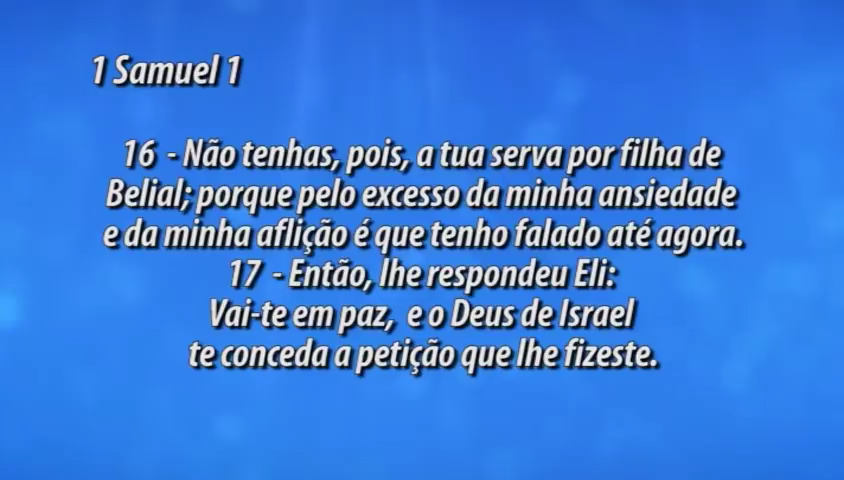 1 Samuel 1
16 - Não tenhas, pois, a tua serva por filha de
Belial; porque pelo excesso da minha ansiedade
e da minha aflição é que tenho falado até agora.
17 - Então, lhe respondeu Eli:
Vai-te em paz, e o Deus de Israel
te conceda a petição que lhe fizeste.